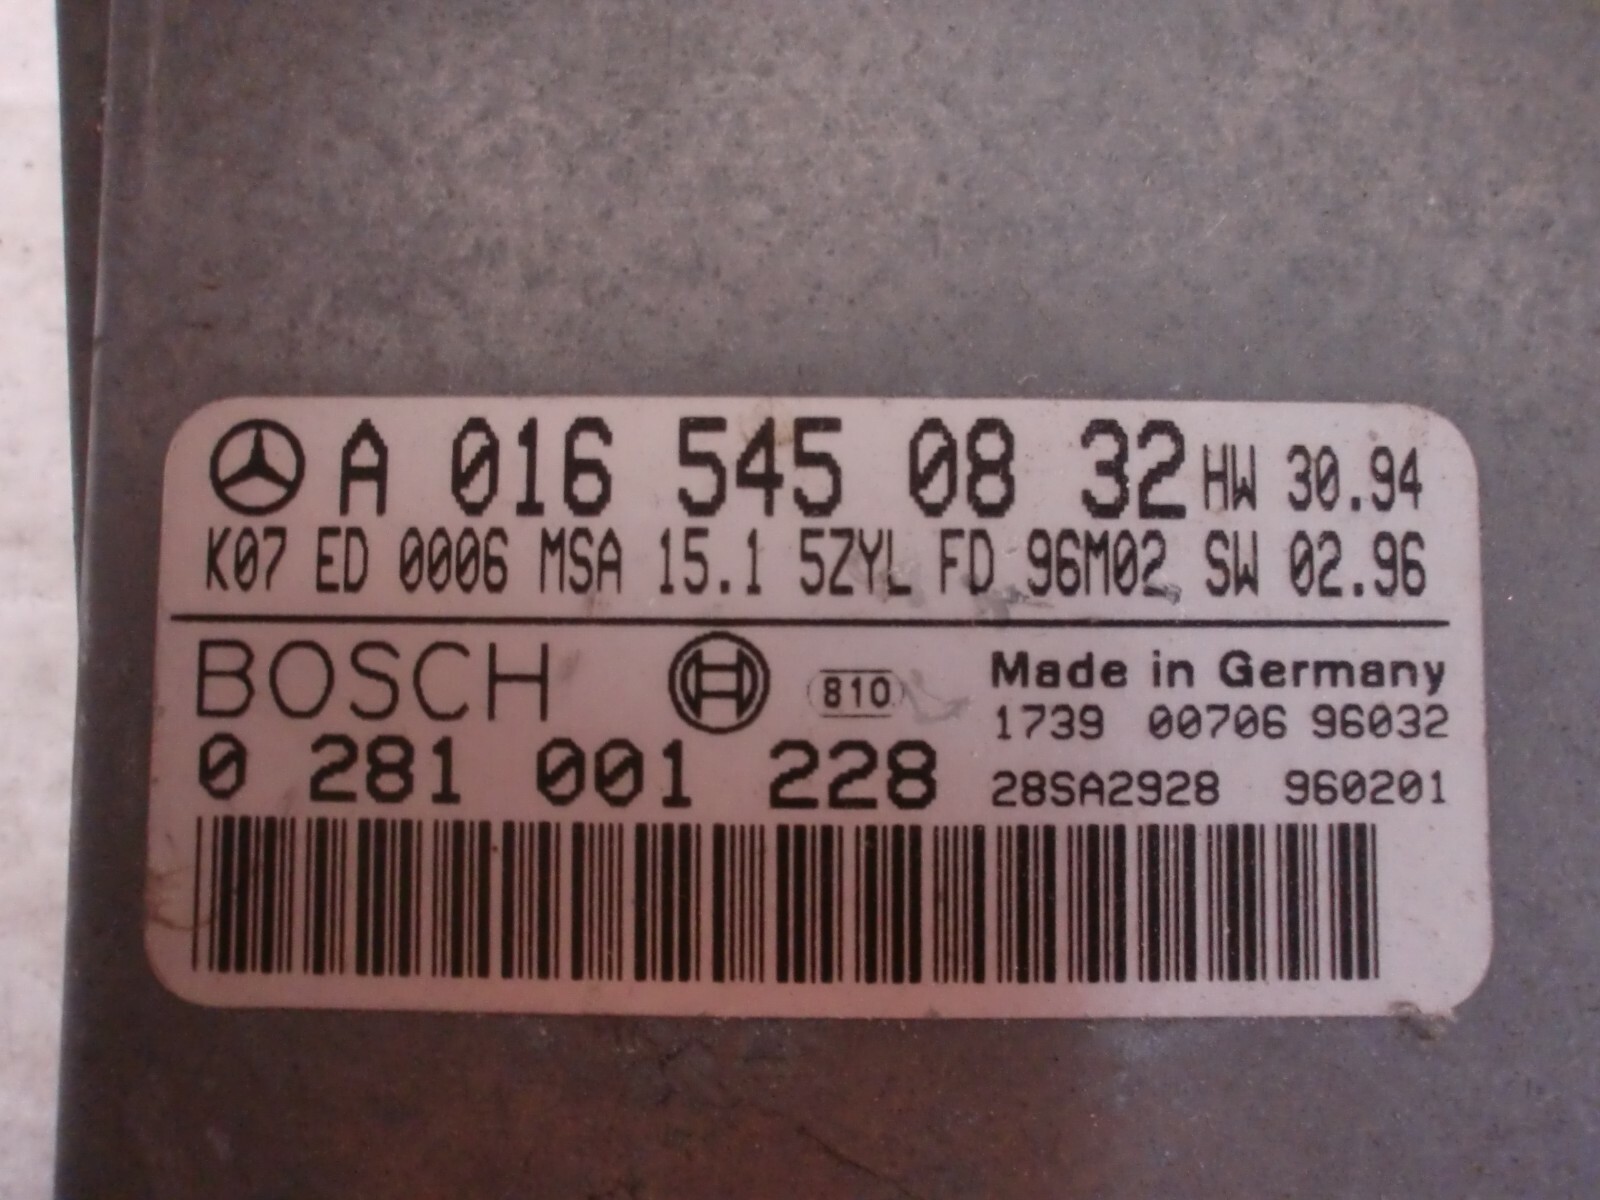 A 016 545 08 32 HW 30.94
K07 ED 0006 MSA 15.1 5ZYL FD 96M02 SW 02.96
BOSCH 810 Made in Germany
1739 00706 96032
0 281 001 228 28SA2928 960201